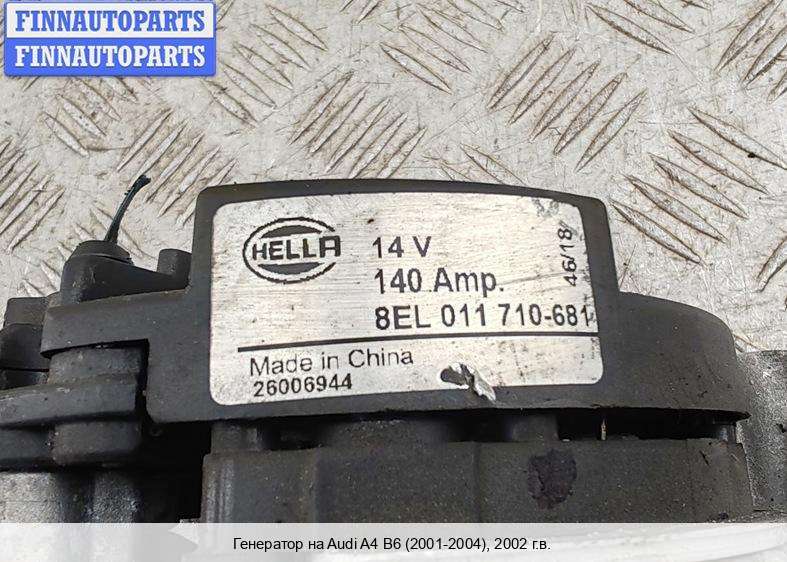 FINNAUTOPARTS
FINNAUTOPARTS
HELLA
14 V
140 Amp.
46/18
8EL 011 710-681
Made in China
26006944
Генератор на Audi A4 B6 (2001-2004), 2002 г.в.